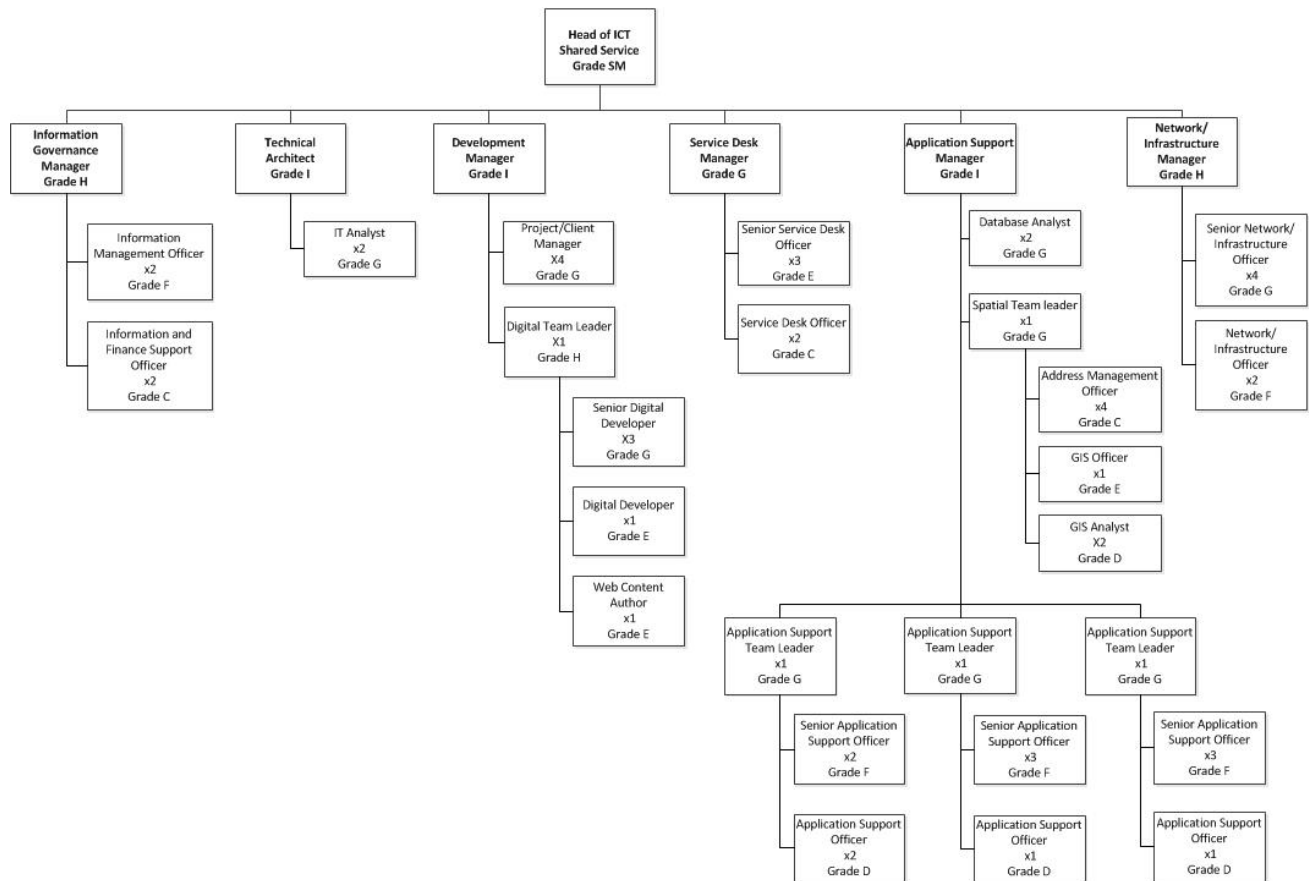 Head of ICT
Shared Service
Grade SM
Information
Governance
Manager
Grade H
Technical
Architect
Grade I
Development
Manager
Grade I
Service Desk
Manager
Grade G
Application Support
Manager
Grade I
Network/
Infrastructure
Manager
Grade H
Information
Management Officer
x2
Grade F
Information and
Finance Support
Officer
x2
Grade C
IT Analyst
x2
Grade G
Project/Client
Manager
X4
Grade G
Digital Team Leader
X1
Grade H
Senior Digital
Developer
X3
Grade G
Digital Developer
x1
Grade E
Web Content
Author
x1
Grade E
Senior Service Desk
Officer
x3
Grade E
Service Desk Officer
x2
Grade C
Database Analyst
x2
Grade G
Spatial Team leader
x1
Grade G
Address Management
Officer
x4
Grade C
GIS Officer
x1
Grade E
GIS Analyst
X2
Grade D
Application Support
Team Leader
x1
Grade G
Senior Application
Support Officer
x2
Grade F
Application Support
Officer
x2
Grade D
Application Support
Team Leader
x1
Grade G
Senior Application
Support Officer
x3
Grade F
Application Support
Officer
x1
Grade D
Application Support
Team Leader
x1
Grade G
Senior Application
Support Officer
x3
Grade F
Application Support
Officer
x1
Grade D
Senior Network/
Infrastructure
Officer
x4
Grade G
Network/
Infrastructure
Officer
x2
Grade F